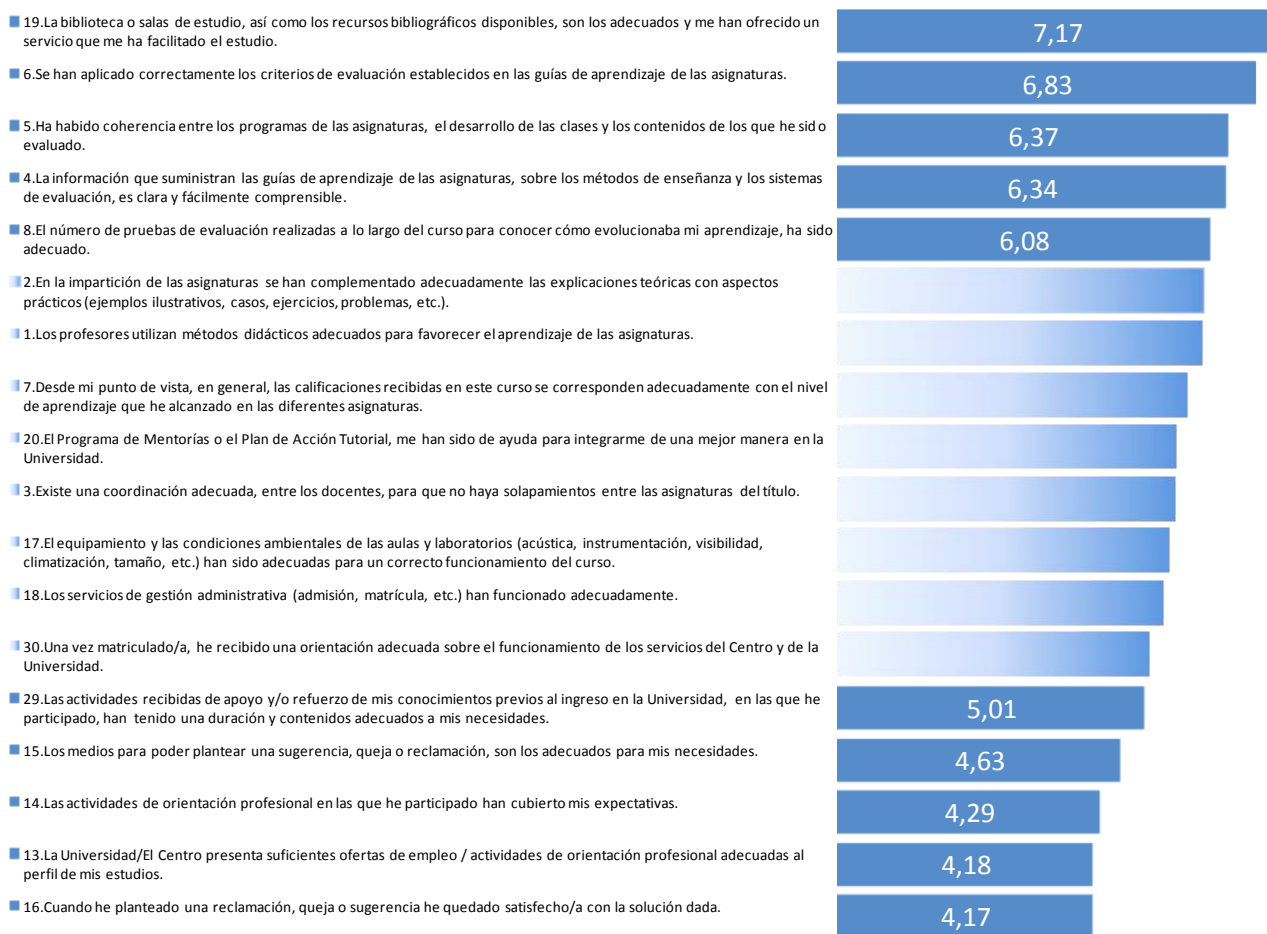 19.La biblioteca o salas de estudio, así como los recursos bibliográficos disponibles, son los adecuados y me han ofrecido un
servicio que me ha facilitado el estudio.
7,17
6.Se han aplicado correctamente los criterios de evaluación establecidos en las guías de aprendizaje de las asignaturas.
6,83
5.Ha habido coherencia entre los programas de las asignaturas, el desarrollo de las clases y los contenidos de los que he sido
evaluado.
6,37
4.La información que suministran las guías de aprendizaje de las asignaturas, sobre los métodos de enseñanza y los sistemas
de evaluación, es clara y fácilmente comprensible.
6,34
8.El número de pruebas de evaluación realizadas a lo largo del curso para conocer cómo evolucionaba mi aprendizaje, ha sido
adecuado.
6,08
2.En la impartición de las asignaturas se han complementado adecuadamente las explicaciones teóricas con aspectos
prácticos (ejemplos ilustrativos, casos, ejercicios, problemas, etc.).
1.Los profesores utilizan métodos didácticos adecuados para favorecer el aprendizaje de las asignaturas.
7.Desde mi punto de vista, en general, las calificaciones recibidas en este curso se corresponden adecuadamente con el nivel
de aprendizaje que he alcanzado en las diferentes asignaturas.
20.El Programa de Mentorías o el Plan de Acción Tutorial, me han sido de ayuda para integrarme de una mejor manera en la
Universidad.
3.Existe una coordinación adecuada, entre los docentes, para que no haya solapamientos entre las asignaturas del título.
17.El equipamiento y las condiciones ambientales de las aulas y laboratorios (acústica, instrumentación, visibilidad,
climatización, tamaño, etc.) han sido adecuadas para un correcto funcionamiento del curso.
18.Los servicios de gestión administrativa (admisión, matrícula, etc.) han funcionado adecuadamente.
30.Una vez matriculado/a, he recibido una orientación adecuada sobre el funcionamiento de los servicios del Centro y de la
Universidad.
29.Las actividades recibidas de apoyo y/o refuerzo de mis conocimientos previos al ingreso en la Universidad, en las que he
participado, han tenido una duración y contenidos adecuados a mis necesidades.
5,01
15.Los medios para poder plantear una sugerencia, queja o reclamación, son los adecuados para mis necesidades.
4,63
14.Las actividades de orientación profesional en las que he participado han cubierto mis expectativas.
4,29
13.La Universidad/El Centro presenta suficientes ofertas de empleo / actividades de orientación profesional adecuadas al
perfil de mis estudios.
4,18
16.Cuando he planteado una reclamación, queja o sugerencia he quedado satisfecho/a con la solución dada.
4,17